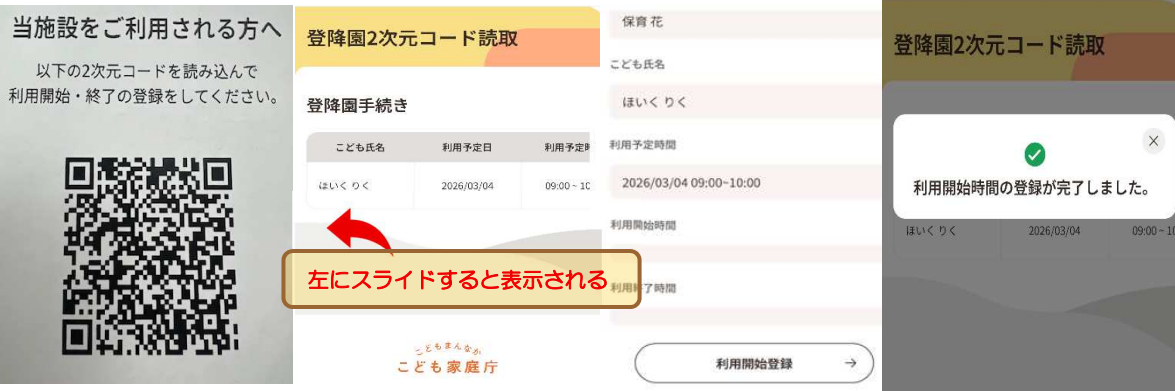 当施設をご利用される方へ
以下の2次元コードを読み込んで
利用開始・終了の登録をしてください。
登降園2次元コード読取
登降園手続き
こども氏名 利用予定日 利用予定時
ほいく りく 2026/03/04 09:00 ~ 10
左にスライドすると表示される
こどもまんなか
こども家庭庁
保育 花
こども氏名
ほいく りく
利用予定時間
2026/03/04 09:00~10:00
利用開始時間
利用終了時間
利用開始登録
登降園2次元コード読取
利用開始時間の登録が完了しました。
ほいく りく 2026/03/04 09:00 ~ 10